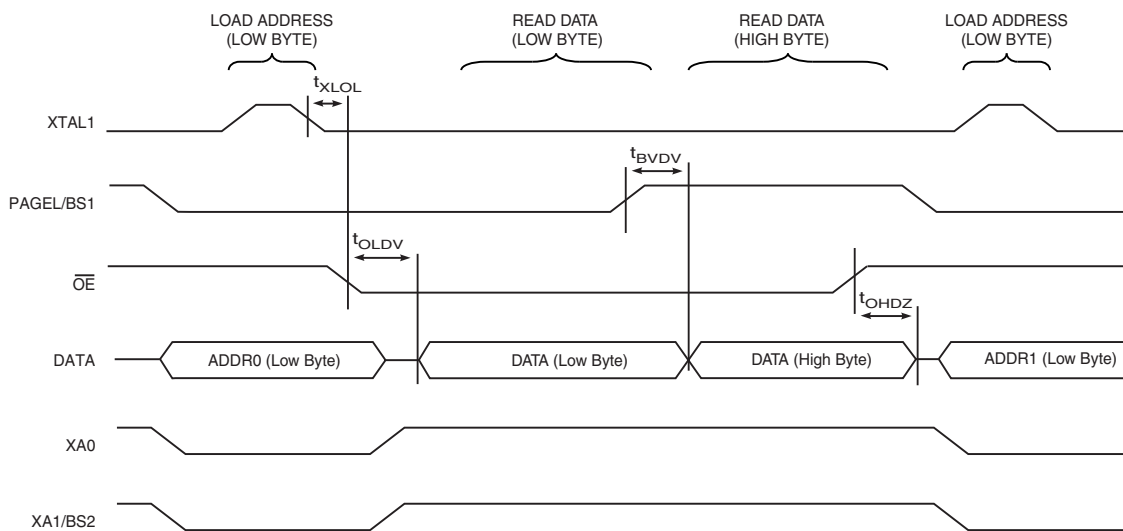 LOAD ADDRESS
(LOW BYTE)
READ DATA
(LOW BYTE)
READ DATA
(HIGH BYTE)
LOAD ADDRESS
(LOW BYTE)
tXLOL
XTAL1
tBVDV
PAGEL/BS1
tOLDV
OE
tOHDZ
DATA
ADDR0 (Low Byte)
DATA (Low Byte)
DATA (High Byte)
ADDR1 (Low Byte)
XA0
XA1/BS2